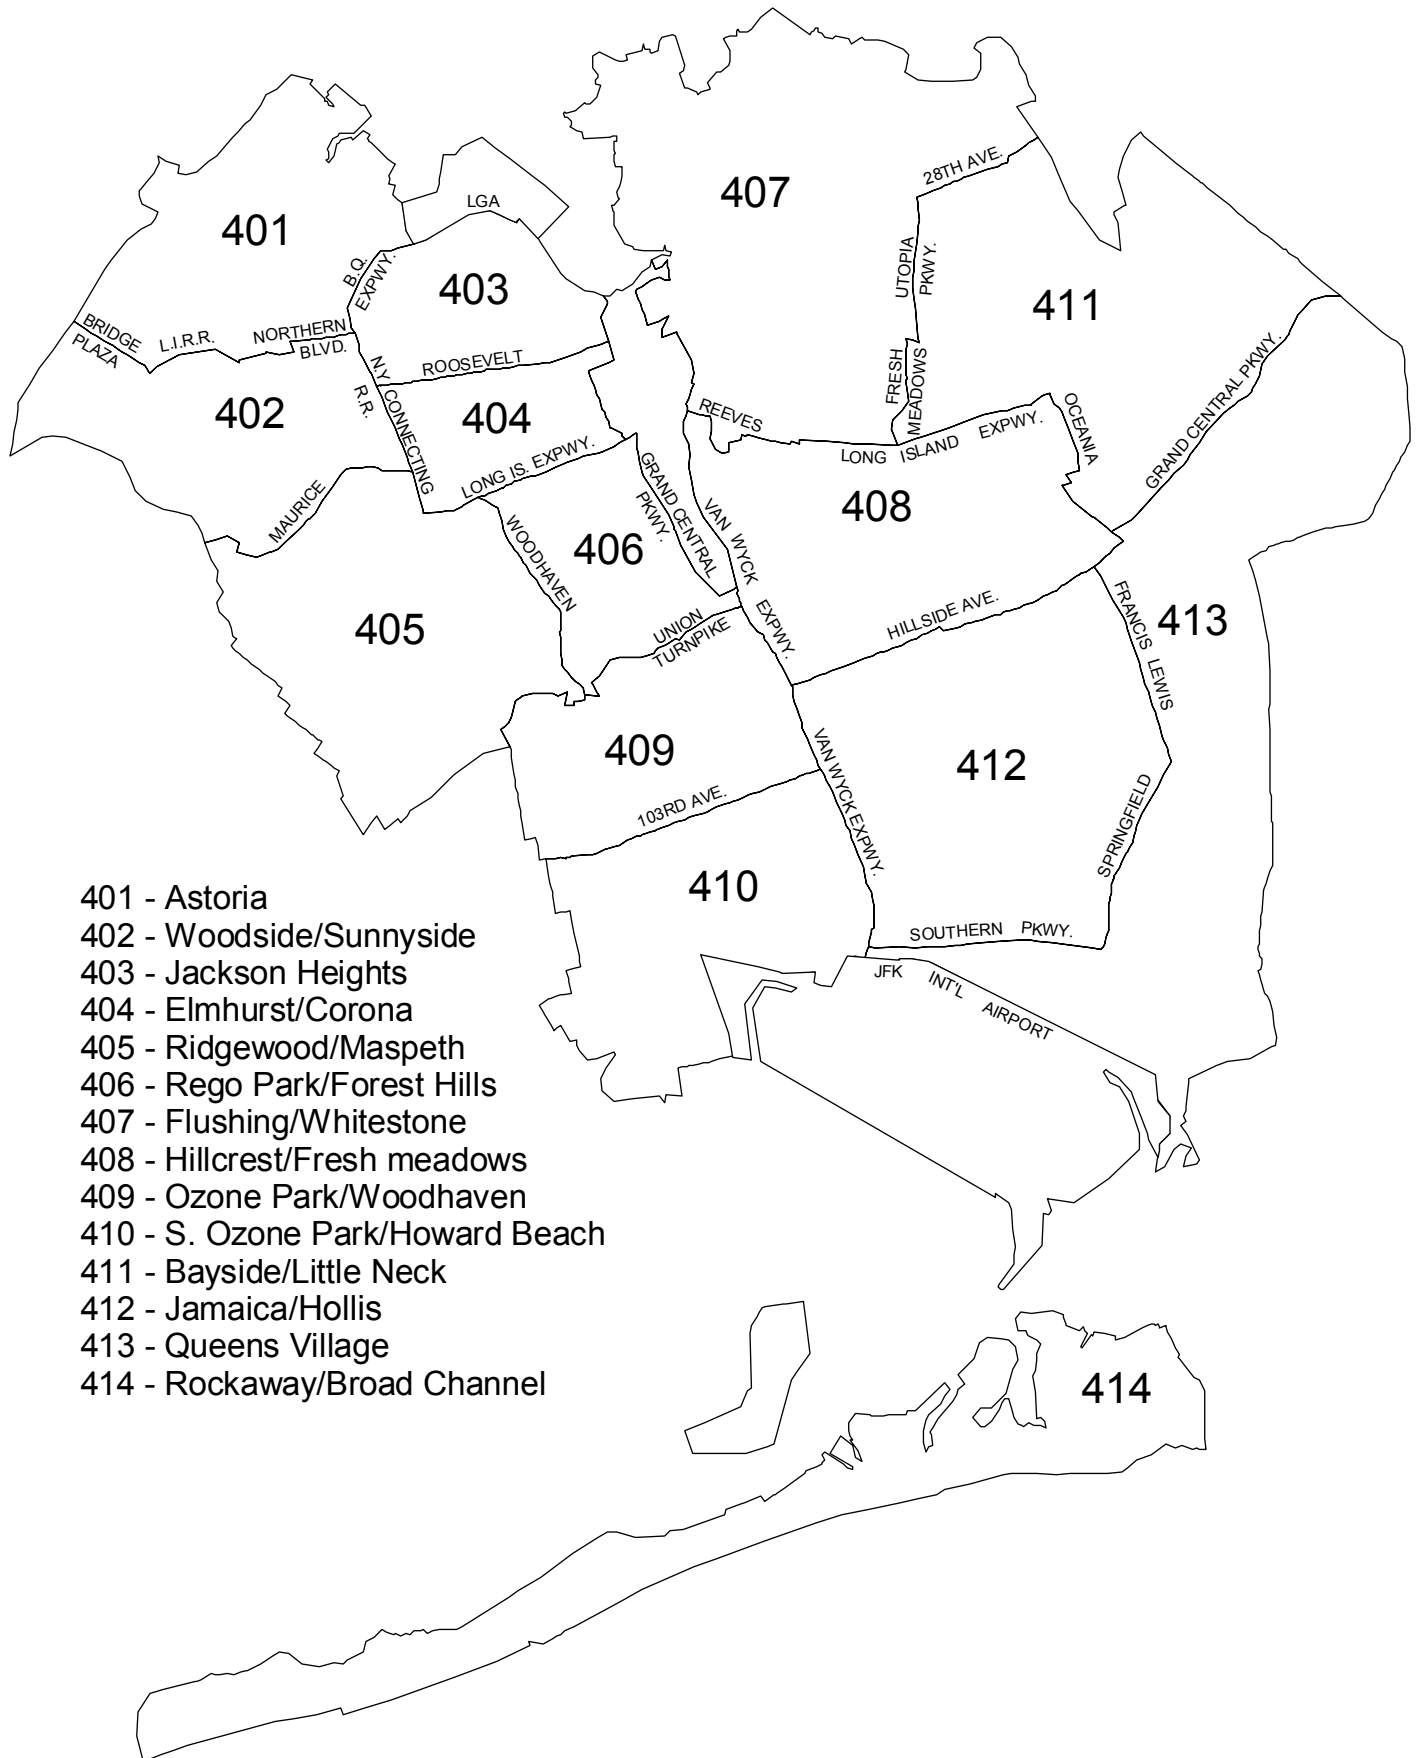 401
LGA
407
28TH AVE.
B.Q.
EXPWY.
403
UTOPIA
PKWY.
411
BRIDGE
PLAZA
L.I.R.R.
NORTHERN
BLVD.
N.Y. CONNECTING
R.R.
ROOSEVELT
FRESH
MEADOWS
GRAND CENTRAL PKWY.
402
404
REEVES
OCEANIA
LONG ISLAND EXPWY.
LONG IS. EXPWY.
MAURICE
GRAND CENTRAL
PKWY.
VAN WYCK EXPWY.
408
WOODHAVEN
406
405
UNION
TURNPIKE
HILLSIDE AVE.
FRANCIS LEWIS
413
409
VAN WYCK EXPWY.
412
103RD AVE.
SPRINGFIELD
410
SOUTHERN PKWY.
JFK INT'L AIRPORT
401 - Astoria
402 - Woodside/Sunnyside
403 - Jackson Heights
404 - Elmhurst/Corona
405 - Ridgewood/Maspeth
406 - Rego Park/Forest Hills
407 - Flushing/Whitestone
408 - Hillcrest/Fresh meadows
409 - Ozone Park/Woodhaven
410 - S. Ozone Park/Howard Beach
411 - Bayside/Little Neck
412 - Jamaica/Hollis
413 - Queens Village
414 - Rockaway/Broad Channel
414